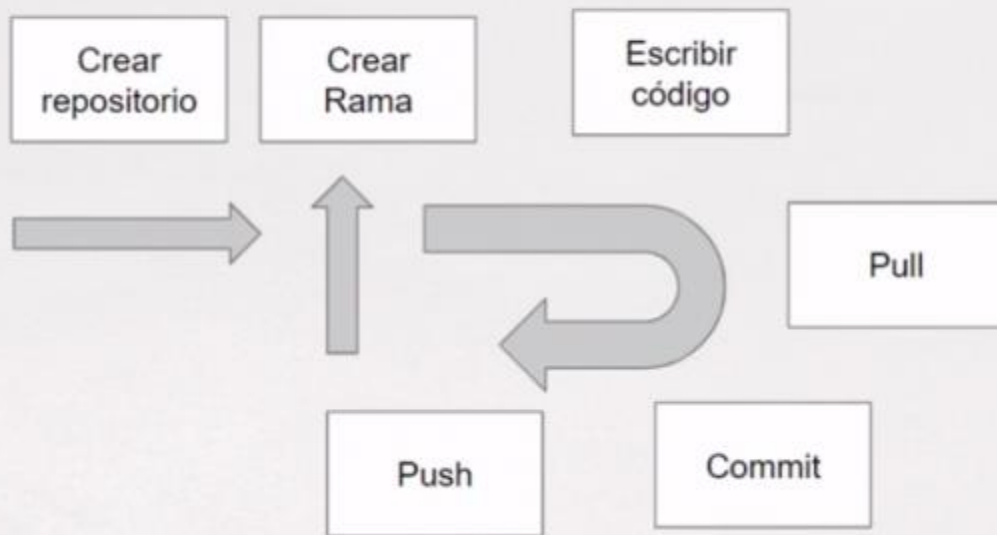 Crear
repositorio
Crear
Rama
Escribir
código
Pull
Commit
Push